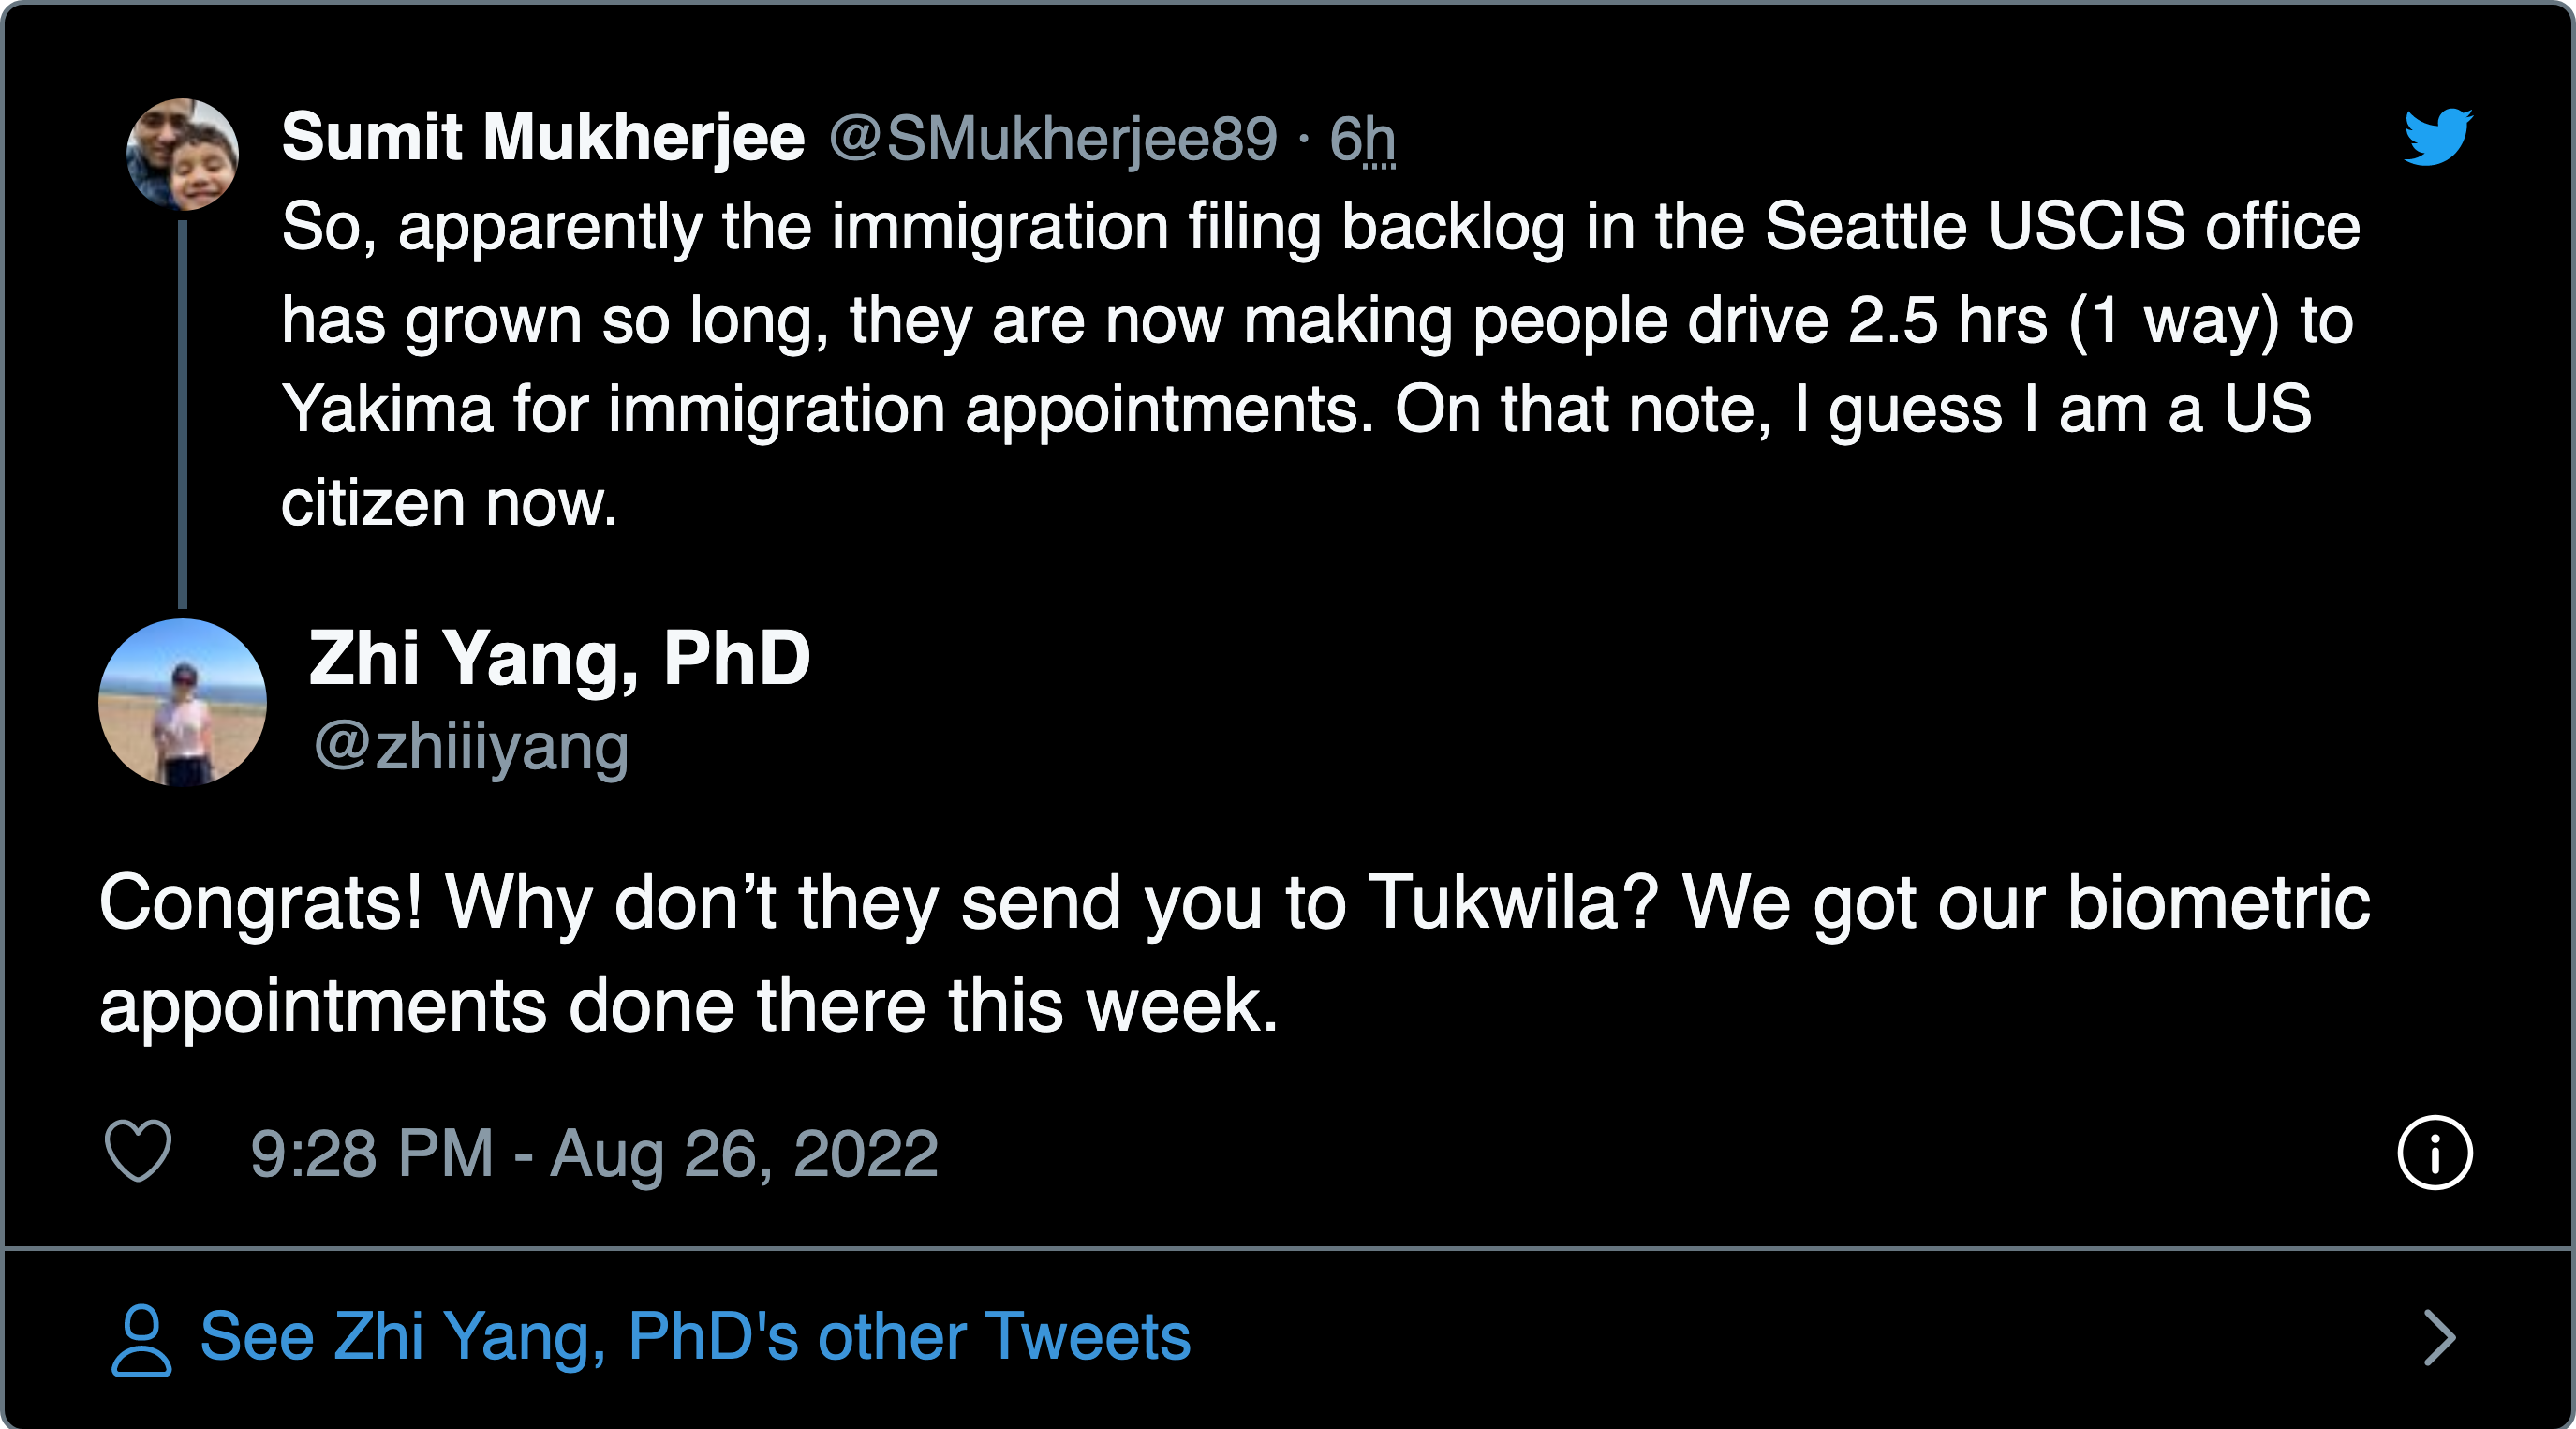 Sumit Mukherjee @SMukherjee89 · 6h
So, apparently the immigration filing backlog in the Seattle USCIS office
has grown so long, they are now making people drive 2.5 hrs (1 way) to
Yakima for immigration appointments. On that note, I guess I am a US
citizen now.
Zhi Yang, PhD
@zhiiiyang
Congrats! Why don’t they send you to Tukwila? We got our biometric
appointments done there this week.
9:28 PM - Aug 26, 2022
See Zhi Yang, PhD's other Tweets